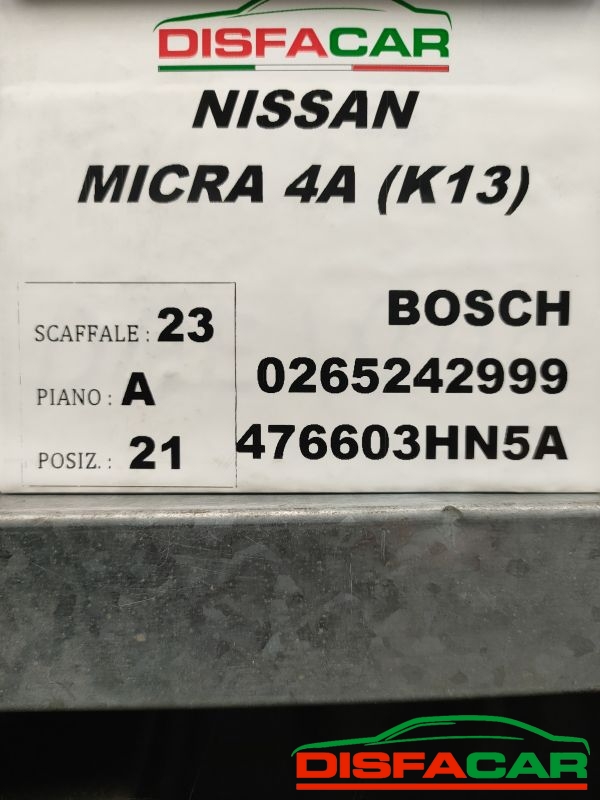 DISFACAR
NISSAN
MICRA 4A (K13)
SCAFFALE : 23
PIANO : A
POSIZ. : 21
BOSCH
0265242999
476603HN5A
DISFACAR